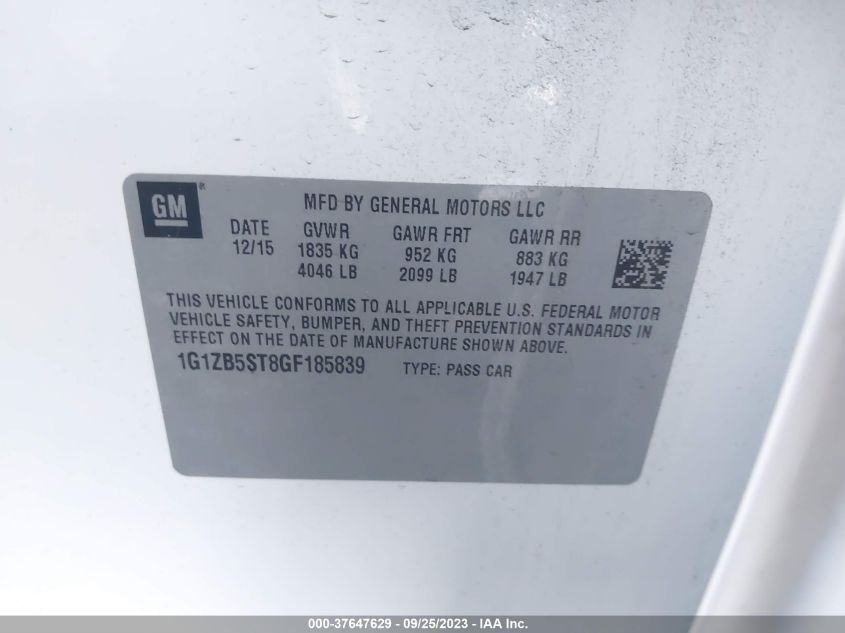 GM®
MFD BY GENERAL MOTORS LLC
DATE GVWR GAWR FRT GAWR RR
12/15 1835 KG 952 KG 883 KG
4046 LB 2099 LB 1947 LB
THIS VEHICLE CONFORMS TO ALL APPLICABLE U.S. FEDERAL MOTOR
VEHICLE SAFETY, BUMPER, AND THEFT PREVENTION STANDARDS IN
EFFECT ON THE DATE OF MANUFACTURE SHOWN ABOVE.
1G1ZB5ST8GF185839 TYPE: PASS CAR
000-37647629 - 09/25/2023 - IAA Inc.